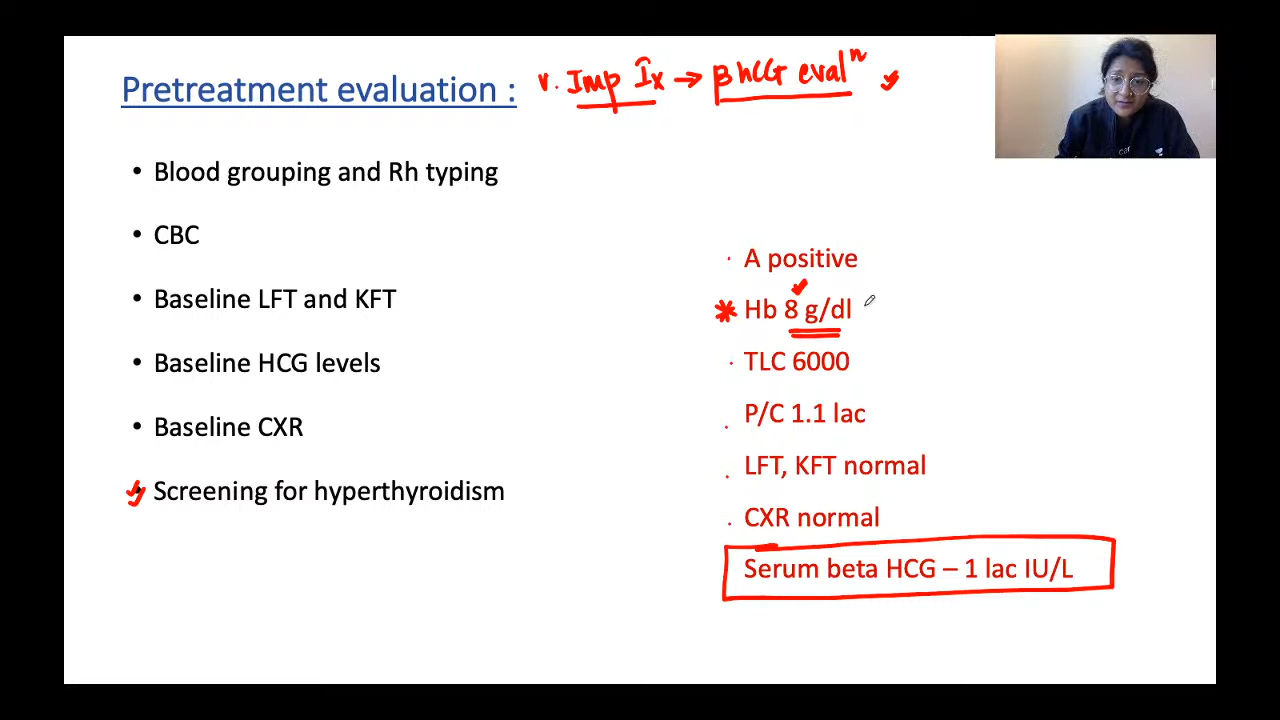 Pretreatment evaluation :
v. Imp Ix → βhCG evalⁿ
• Blood grouping and Rh typing
• CBC
• Baseline LFT and KFT
• Baseline HCG levels
• Baseline CXR
Screening for hyperthyroidism
A positive
Hb 8 g/dl
TLC 6000
P/C 1.1 lac
LFT, KFT normal
CXR normal
Serum beta HCG – 1 lac IU/L